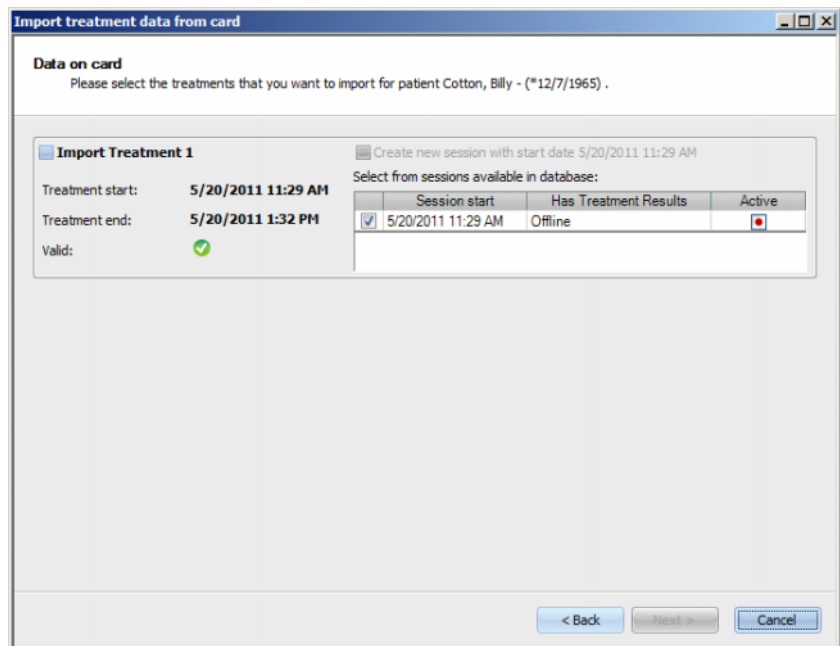 Import treatment data from card
Data on card
Please select the treatments that you want to import for patient Cotton, Billy - (*12/7/1965) .
Import Treatment 1
Treatment start: 5/20/2011 11:29 AM
Treatment end: 5/20/2011 1:32 PM
Valid:
Create new session with start date 5/20/2011 11:29 AM
Select from sessions available in database:
Session start Has Treatment Results Active
5/20/2011 11:29 AM Offline
< Back Next > Cancel